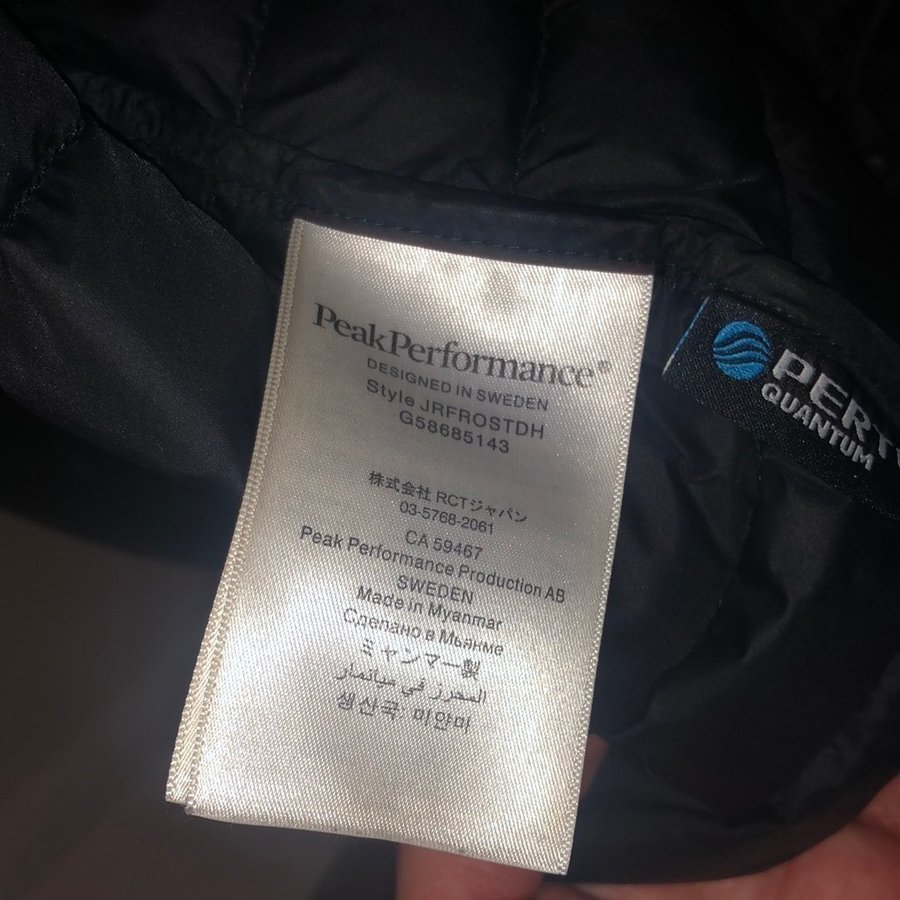 PeakPerformance®
DESIGNED IN SWEDEN
Style JRFROSTDH
G58685143
株式会社 RCTジャパン
03-5768-2061
CA 59467
Peak Performance Production AB
SWEDEN
Made in Myanmar
Сделано в Мьянме
ミャンマー製
المحرز في ميانمار
생산국: 미얀마
PERT
QUANTUM